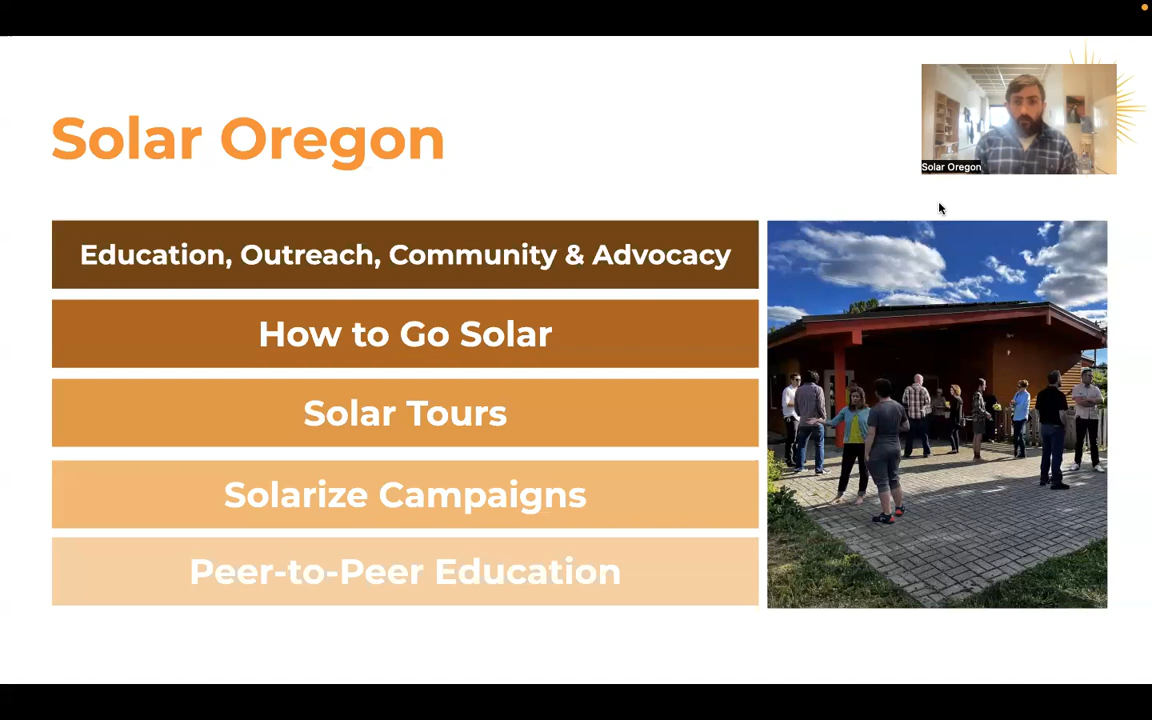 Solar Oregon
Solar Oregon
Education, Outreach, Community & Advocacy
How to Go Solar
Solar Tours
Solarize Campaigns
Peer-to-Peer Education